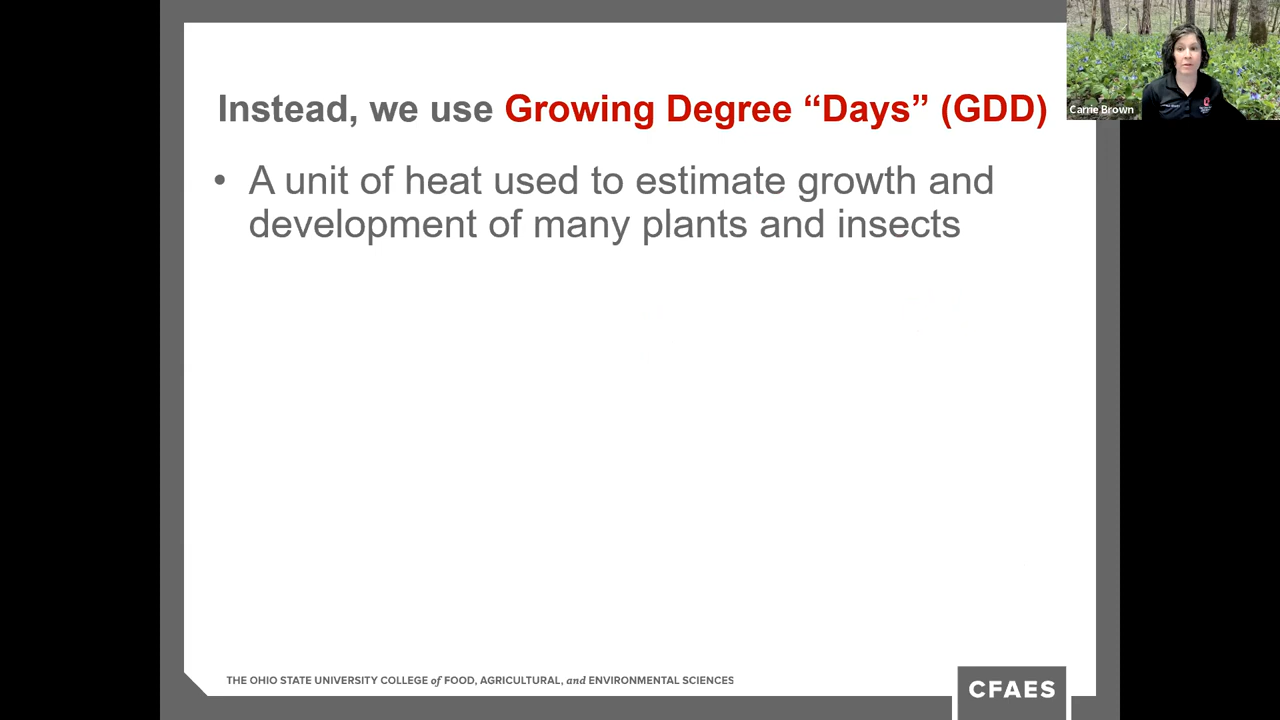 Instead, we use Growing Degree “Days” (GDD)
Carrie Brown
• A unit of heat used to estimate growth and
development of many plants and insects
THE OHIO STATE UNIVERSITY COLLEGE of FOOD, AGRICULTURAL, and ENVIRONMENTAL SCIENCES
CFAES